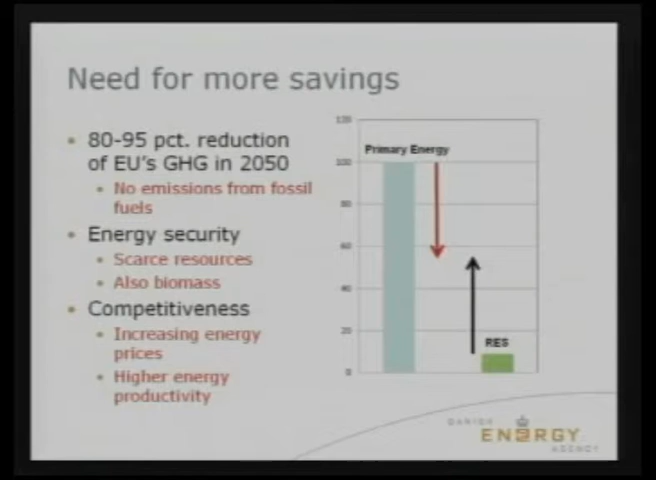 Need for more savings
• 80-95 pct. reduction
of EU's GHG in 2050
• No emissions from fossil
fuels
• Energy security
• Scarce resources
• Also biomass
• Competitiveness
• Increasing energy
prices
• Higher energy
productivity
120
Primary Energy
100
80
60
40
20
RES
0
DANISH
ENERGY
AGENCY